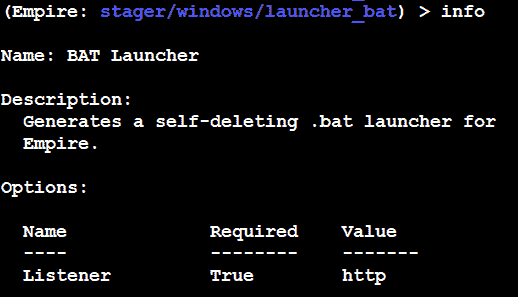 (Empire: stager/windows/launcher_bat) > info
Name: BAT Launcher
Description:
Generates a self-deleting .bat launcher for
Empire.
Options:
Name Required Value
---- -------- -------
Listener True http